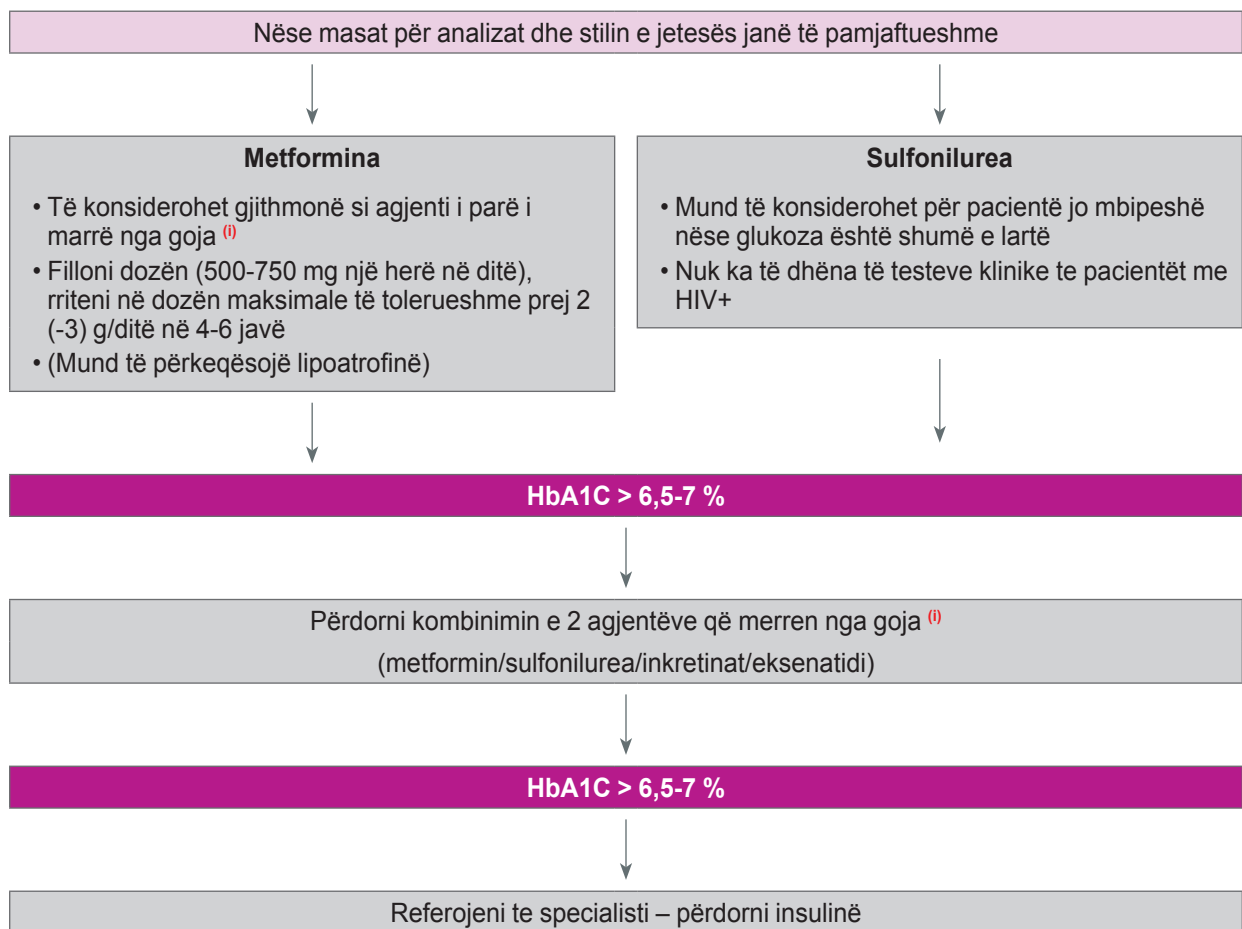 Nëse masat për analizat dhe stilin e jetesës janë të pamjaftueshme
Metformina
• Të konsiderohet gjithmonë si agjenti i parë i
marrë nga goja (i)
• Filloni dozën (500-750 mg një herë në ditë),
rriteni në dozën maksimale të tolerueshme prej 2
(-3) g/ditë në 4-6 javë
• (Mund të përkeqësojë lipoatrofinë)
Sulfonilurea
• Mund të konsiderohet për pacientë jo mbipeshë
nëse glukoza është shumë e lartë
• Nuk ka të dhëna të testeve klinike te pacientët me
HIV+
HbA1C > 6,5-7 %
Përdorni kombinimin e 2 agjentëve që merren nga goja (i)
(metformin/sulfonilurea/inkretinat/eksenatidi)
HbA1C > 6,5-7 %
Referojeni te specialisti – përdorni insulinë